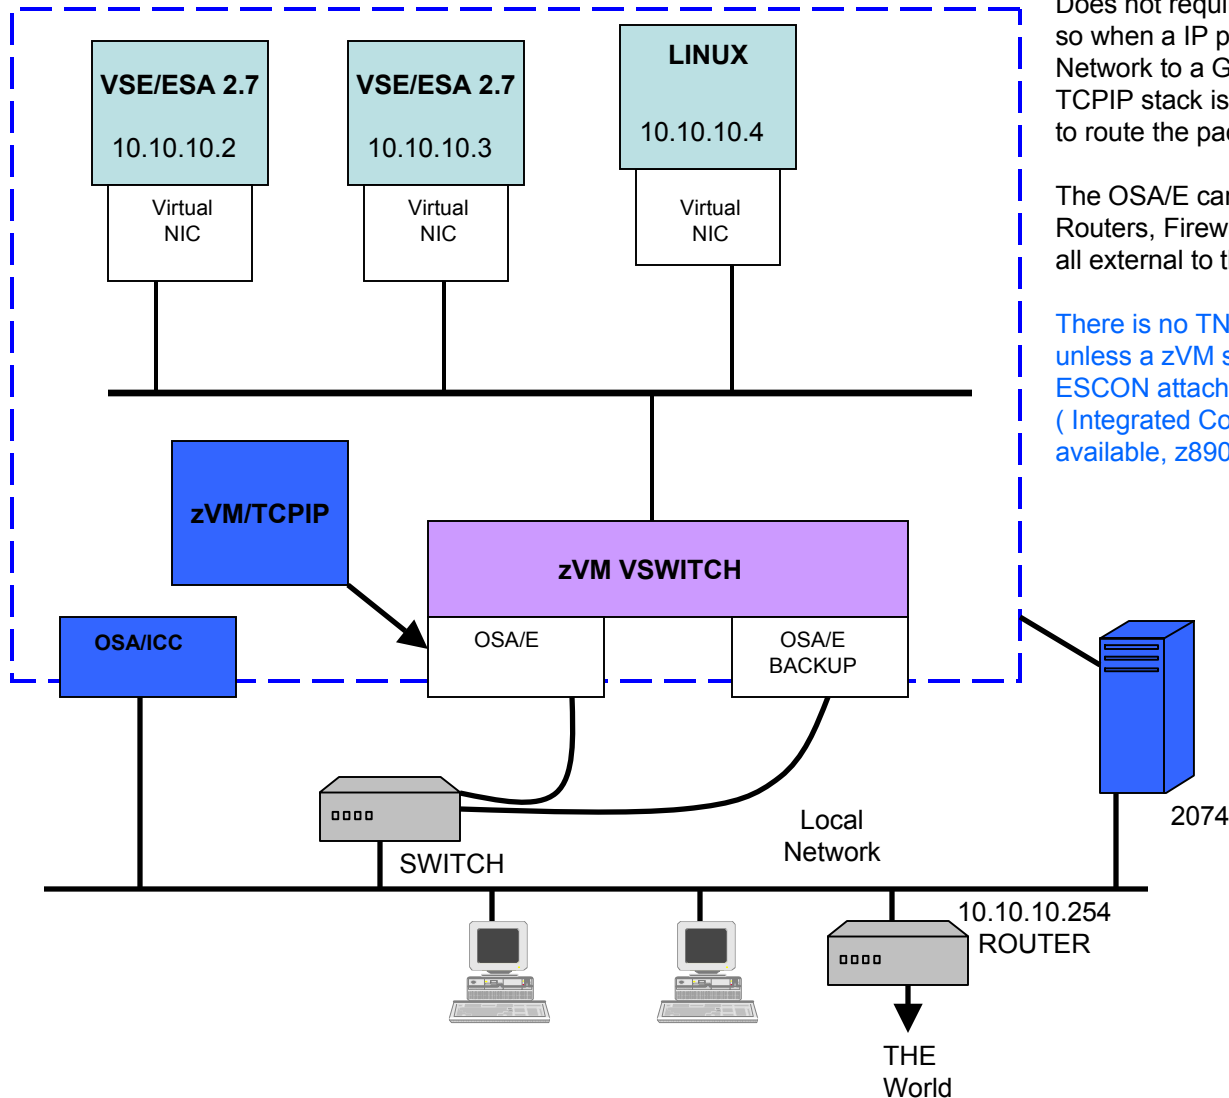 Does not requi
so when a IP p
Network to a G
TCPIP stack is
to route the pa
The OSA/E ca
Routers, Firew
all external to t
There is no TN
unless a zVM s
ESCON attach
( Integrated Co
available, z890
VSE/ESA 2.7
10.10.10.2
Virtual
NIC
VSE/ESA 2.7
10.10.10.3
Virtual
NIC
LINUX
10.10.10.4
Virtual
NIC
zVM/TCPIP
zVM VSWITCH
OSA/ICC
OSA/E
OSA/E
BACKUP
2074
SWITCH
Local
Network
10.10.10.254
ROUTER
THE
World